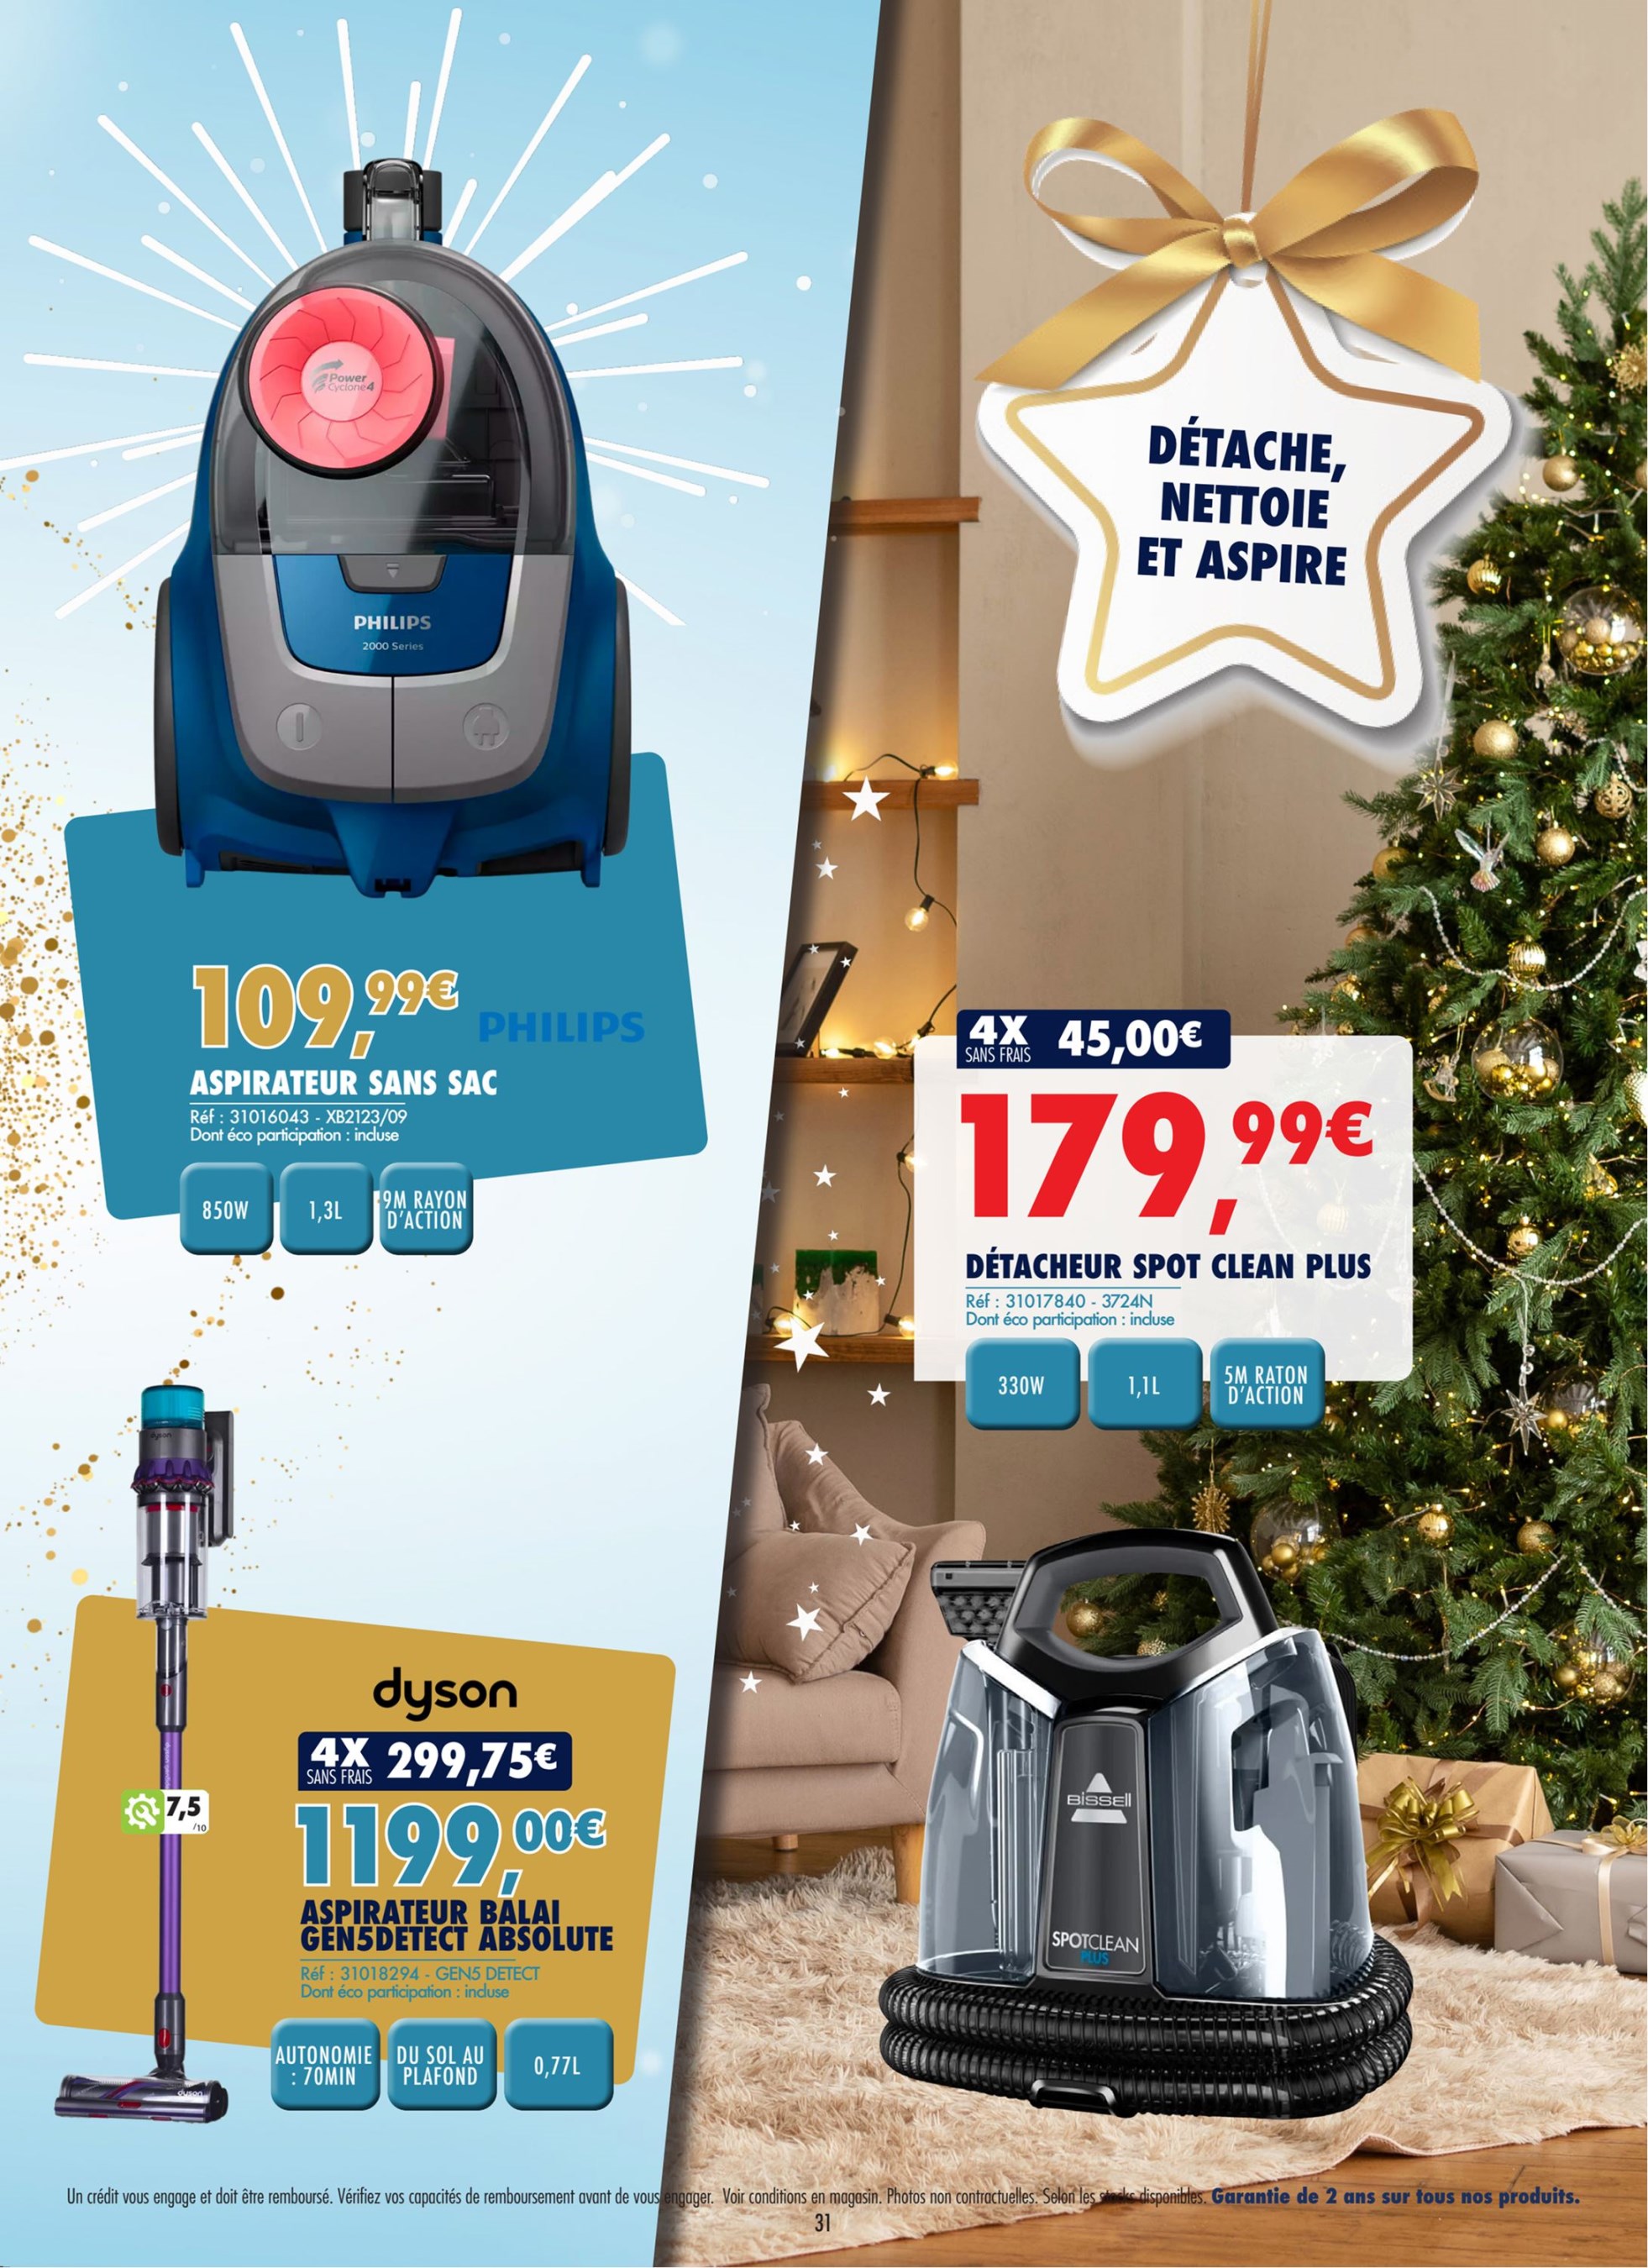 Power
Cyclone 4
PHILIPS
2000 Series
109,99€
PHILIPS
ASPIRATEUR SANS SAC
Réf : 31016043 - XB2123/09
Dont éco participation : incluse
850W
1,3L
9M RAYON
D'ACTION
DÉTACHE,
NETTOIE
ET ASPIRE
4X SANS FRAIS 45,00€
179,99€
DÉTACHEUR SPOT CLEAN PLUS
Réf : 31017840 - 3724N
Dont éco participation : incluse
330W
1,1L
5M RATON
D'ACTION
BISSELL
SPOTCLEAN
PLUS
dyson
dyson
4X SANS FRAIS 299,75€
7,5
/10
1199,00€
ASPIRATEUR BALAI
GEN5DETECT ABSOLUTE
Réf : 31018294 - GEN5 DETECT
Dont éco participation : incluse
AUTONOMIE
: 70MIN
DU SOL AU
PLAFOND
0,77L
dyson
Un crédit vous engage et doit être remboursé. Vérifiez vos capacités de remboursement avant de vous engager. Voir conditions en magasin. Photos non contractuelles. Selon les stocks disponibles. Garantie de 2 ans sur tous nos produits.
31